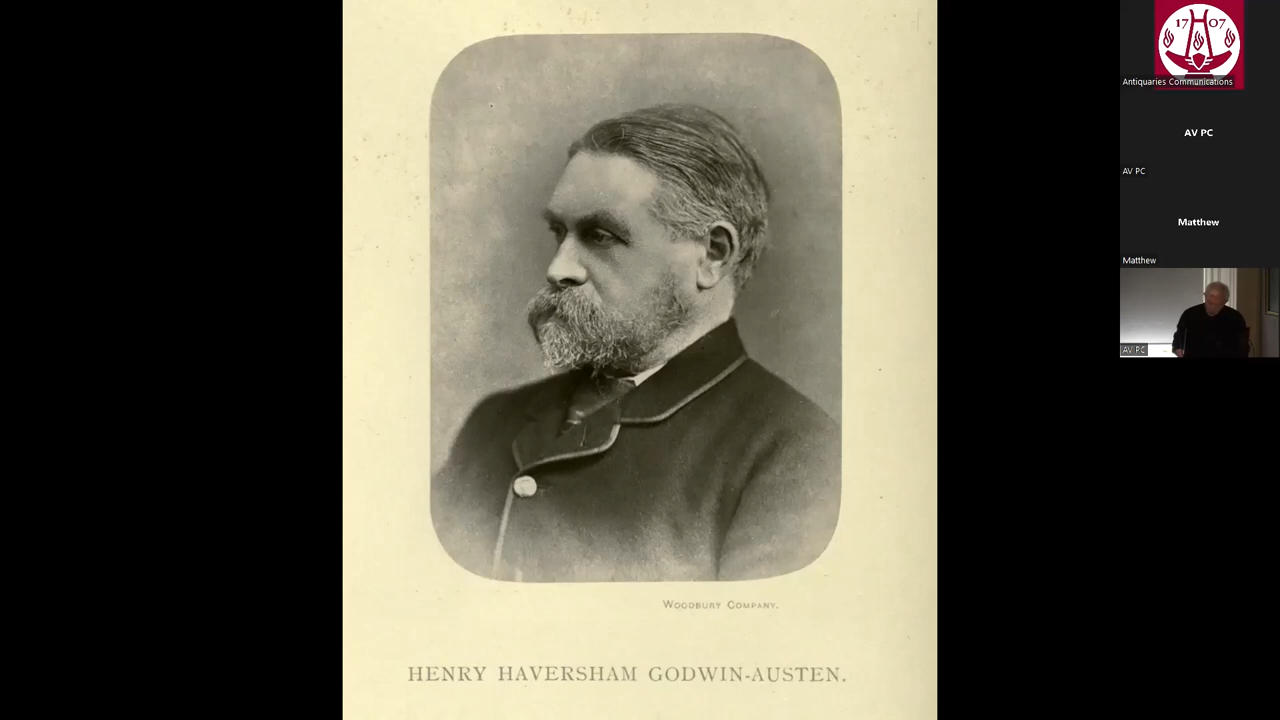 WOODBURY COMPANY.
HENRY HAVERSHAM GODWIN-AUSTEN.
17 07
Antiquaries Communications
AV PC
AV PC
Matthew
Matthew
AV PC